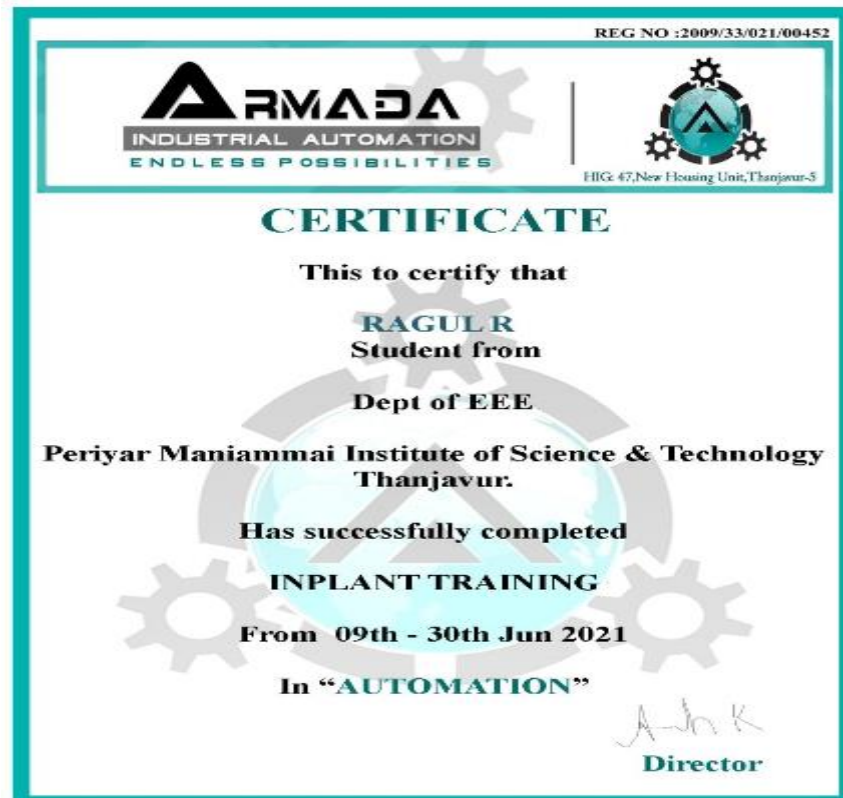 REG NO :2009/33/021/00452
ARMADA
INDUSTRIAL AUTOMATION
ENDLESS POSSIBILITIES
HIG: 47,New Housing Unit,Thanjavur-5
CERTIFICATE
This to certify that
RAGUL R
Student from
Dept of EEE
Periyar Maniammai Institute of Science & Technology
Thanjavur.
Has successfully completed
INPLANT TRAINING
From 09th - 30th Jun 2021
In “AUTOMATION”
Director